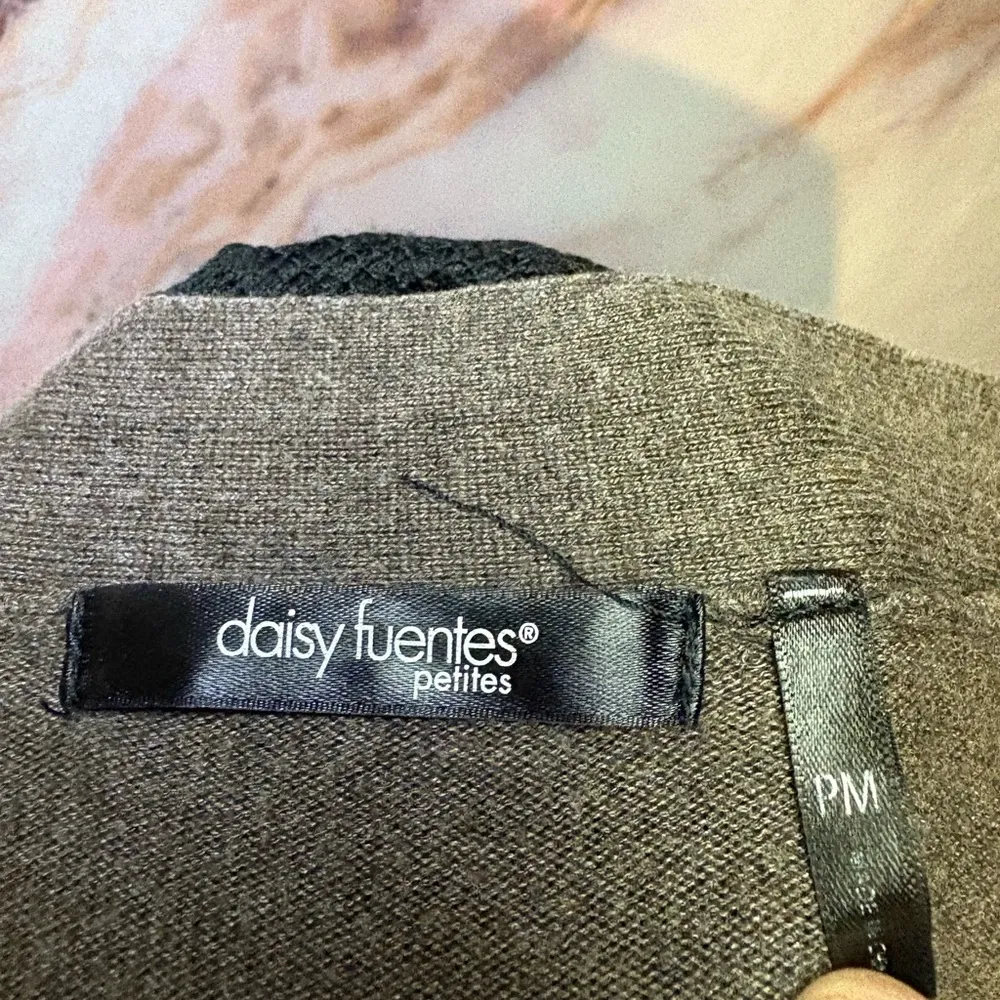 daisy fuentes®
petites
PM